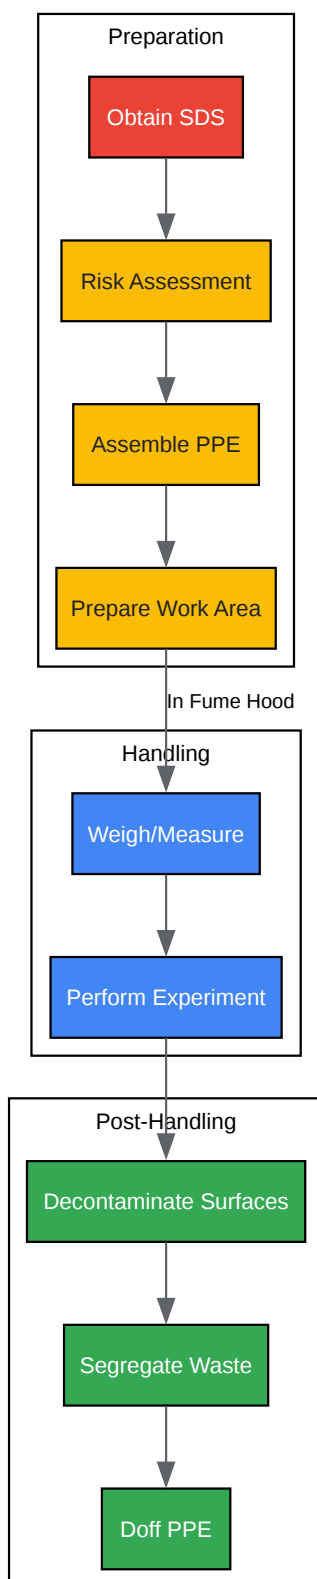 Preparation
Obtain SDS
Risk Assessment
Assemble PPE
Prepare Work Area
In Fume Hood
Handling
Weigh/Measure
Perform Experiment
Post-Handling
Decontaminate Surfaces
Segregate Waste
Doff PPE